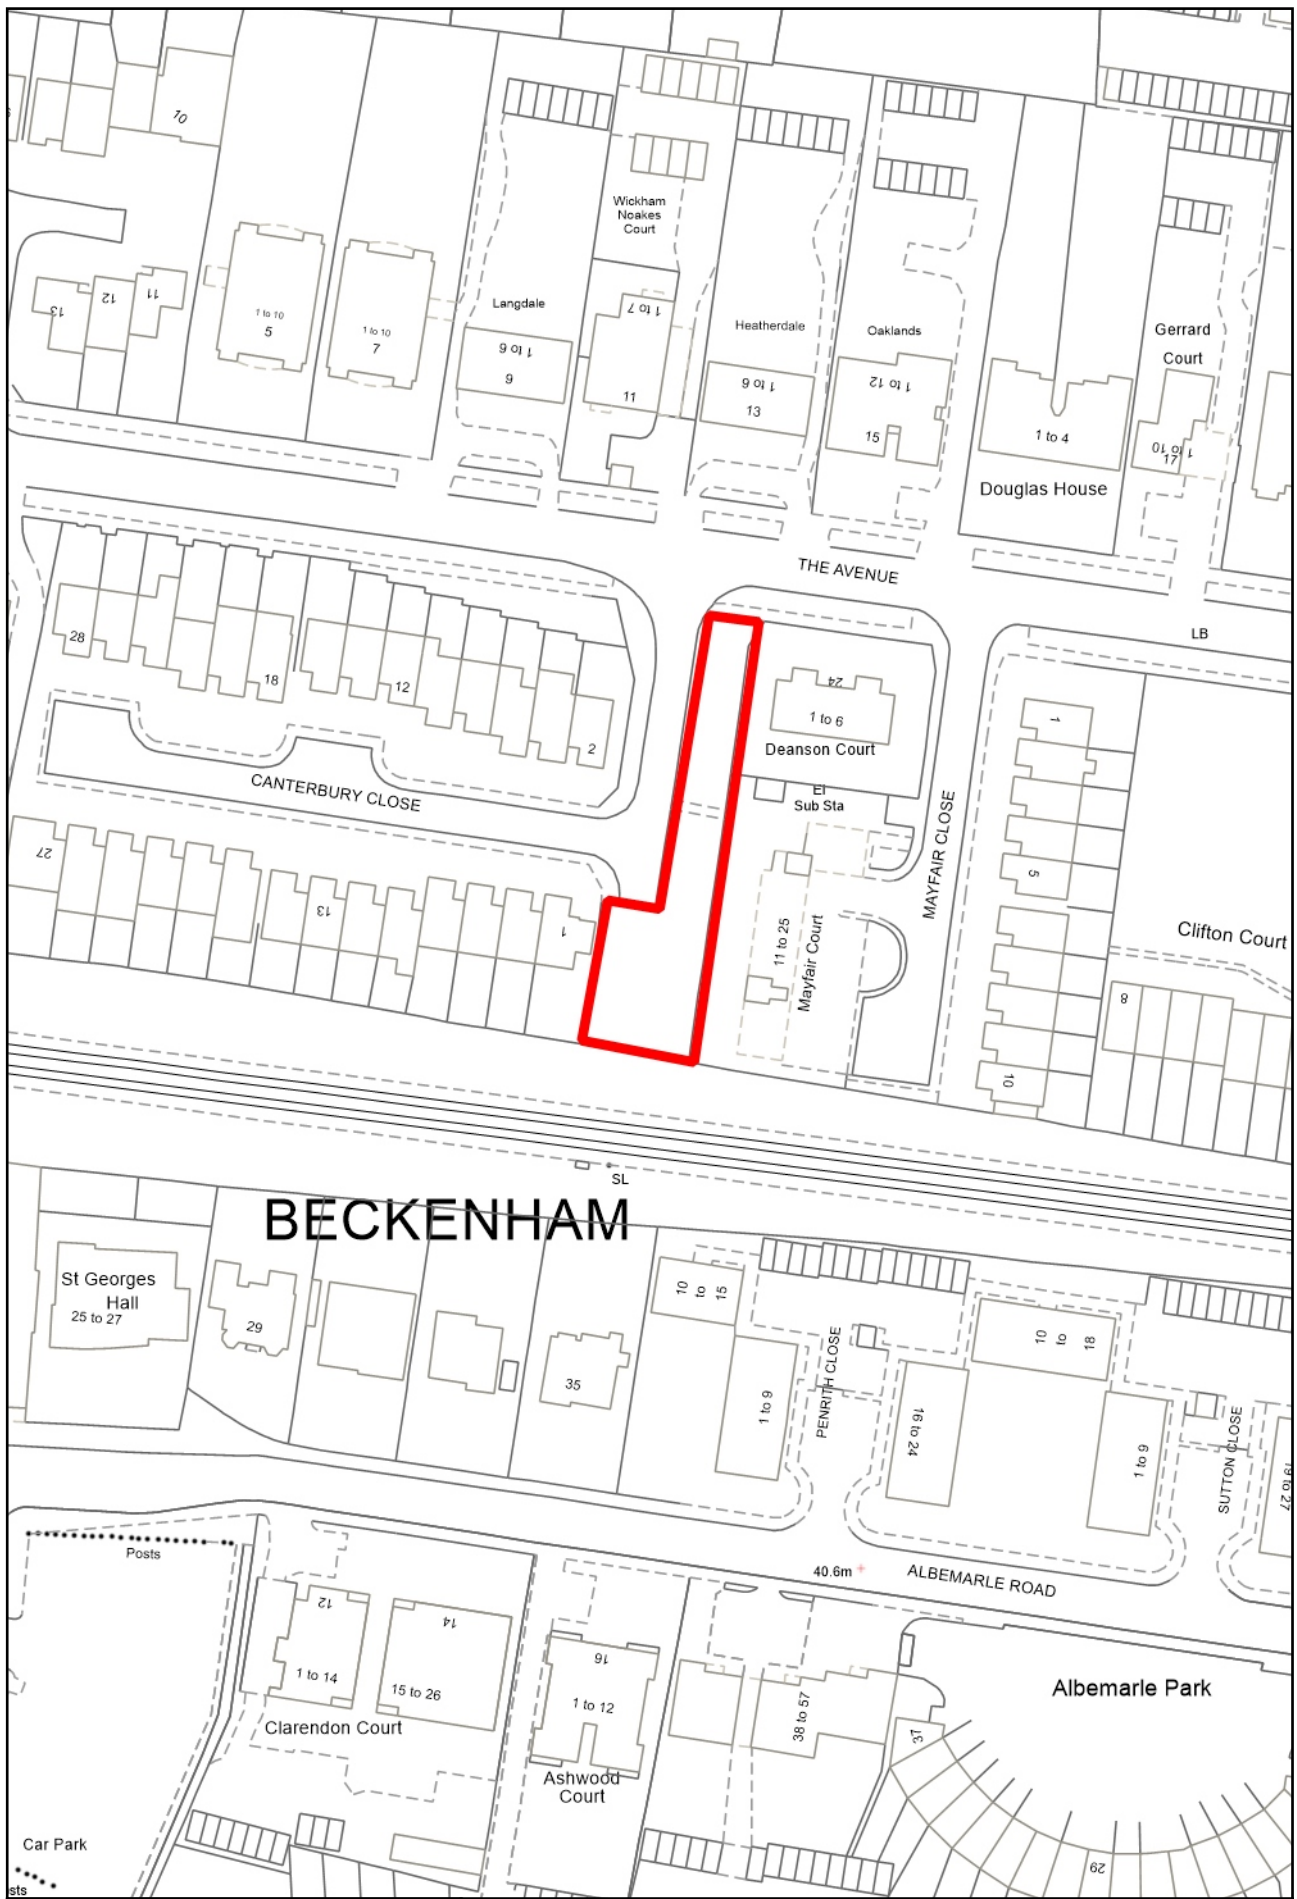 10
Wickham
Noakes
Court
13
12
11
1 to 10
5
1 to 10
7
Langdale
1 to 6
9
1 to 7
11
Heatherdale
1 to 6
13
Oaklands
1 to 12
15
1 to 4
Douglas House
Gerrard
Court
1 to 10
17
THE AVENUE
LB
28
18
12
2
CANTERBURY CLOSE
24
1 to 6
Deanson Court
El
Sub Sta
MAYFAIR CLOSE
1
5
10
27
13
1
11 to 25
Mayfair Court
Clifton Court
8
SL
BECKENHAM
St Georges
Hall
25 to 27
29
35
10
to
15
1 to 9
PENRITH CLOSE
16 to 24
10
to
18
1 to 9
SUTTON CLOSE
19 to 27
Posts
40.6m
ALBEMARLE ROAD
12
1 to 14
14
15 to 26
Clarendon Court
16
1 to 12
Ashwood
Court
38 to 57
37
Albemarle Park
29
Car Park
sts